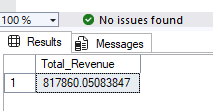 100 %
No issues found
Results
Messages
Total_Revenue
1
817860.05083847